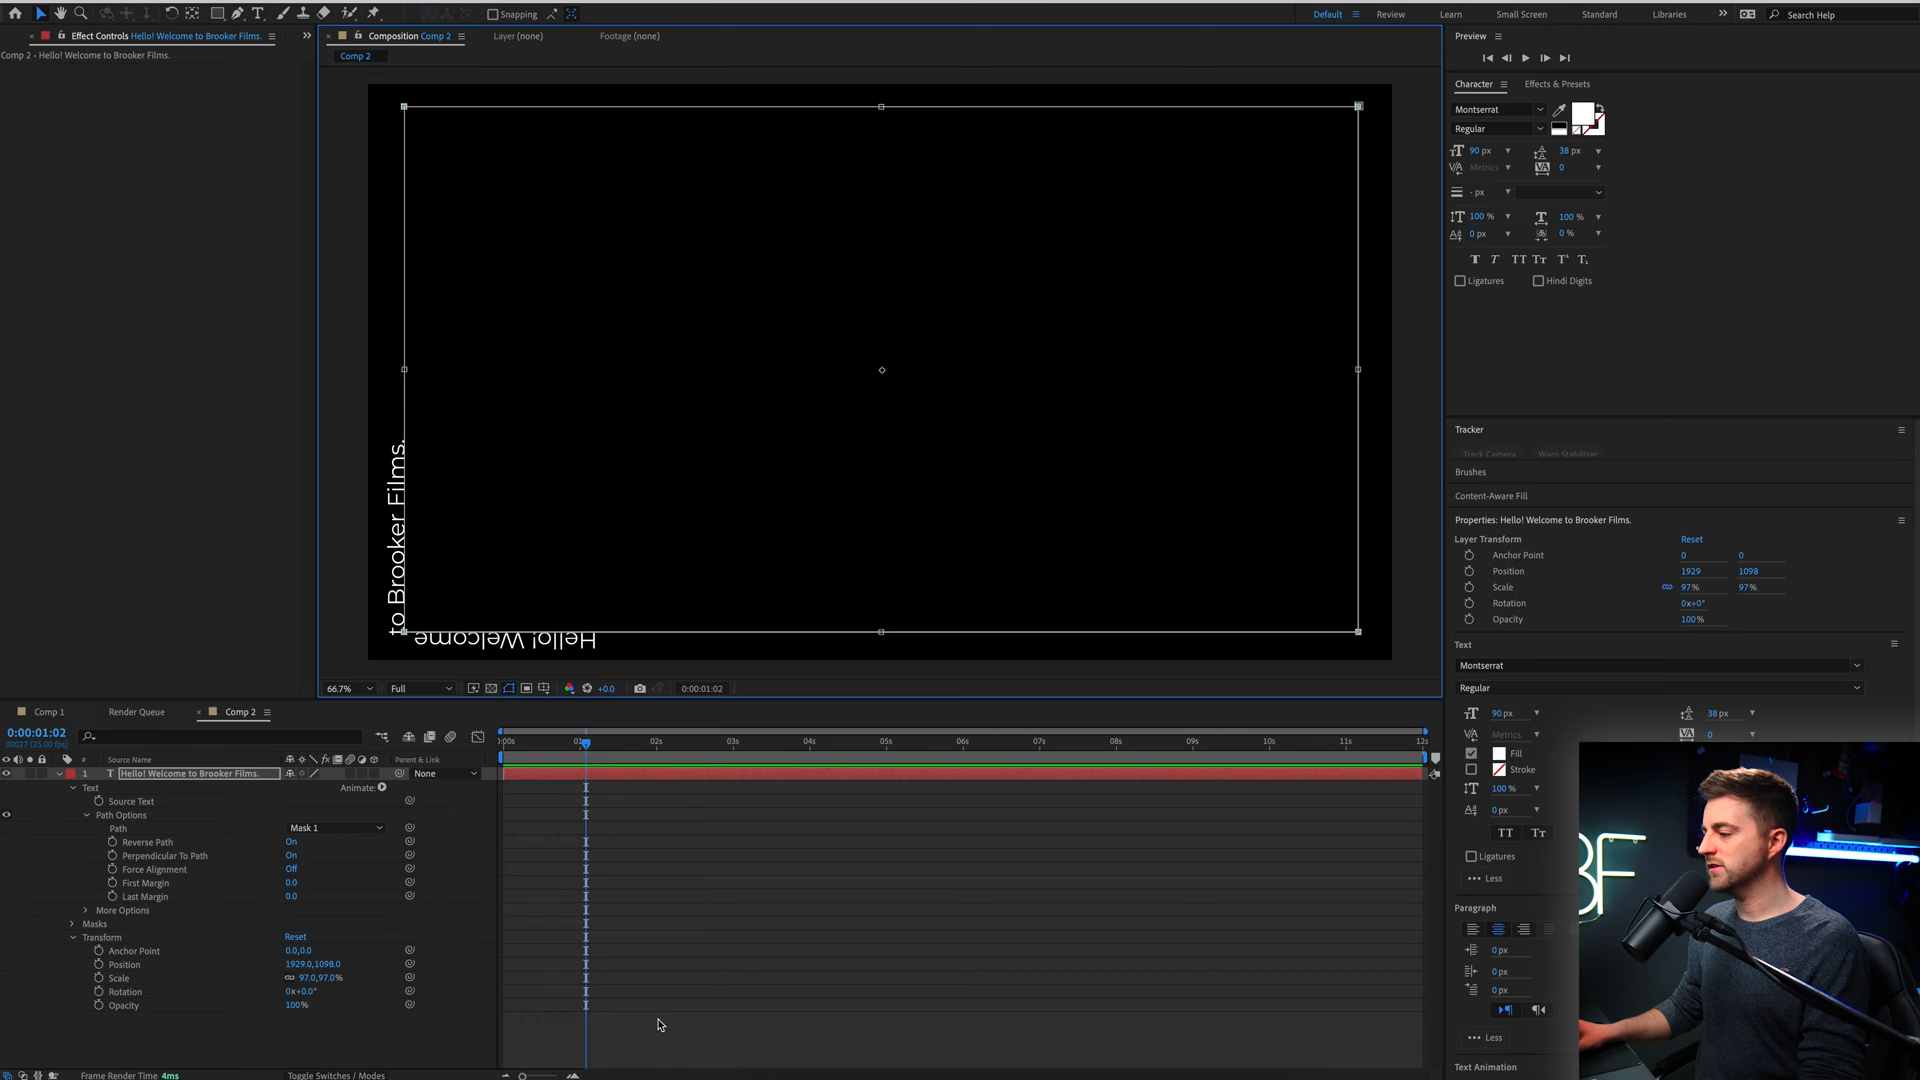 Snapping
Default
Review
Learn
Small Screen
Standard
Libraries
Search Help
Effect Controls Hello! Welcome to Brooker Films.
Comp 2 • Hello! Welcome to Brooker Films.
Composition Comp 2
Layer (none)
Footage (none)
Comp 2
to Brooker Films.
Hello! Welcome
66.7%
Full
+0.0
0:00:01:02
Preview
Character
Effects & Presets
Montserrat
Regular
90 px
38 px
Metrics
0
- px
100 %
100 %
0 px
0 %
Ligatures
Hindi Digits
Tracker
Track Camera
Warp Stabilizer
Brushes
Content-Aware Fill
Properties: Hello! Welcome to Brooker Films.
Layer Transform
Reset
Anchor Point
0
0
Position
1929
1098
Scale
97%
97%
Rotation
0x+0°
Opacity
100%
Text
Montserrat
Regular
90 px
38 px
Metrics
0
Fill
Stroke
100 %
0 px
Ligatures
Less
Paragraph
0 px
0 px
0 px
Less
Text Animation
BF
Comp 1
Render Queue
Comp 2
0:00:01:02
00027 (25.00 fps)
:00s
02s
03s
04s
05s
06s
07s
08s
09s
10s
11s
12s
# Source Name
Parent & Link
1 T Hello! Welcome to Brooker Films.
None
Text
Animate:
Source Text
Path Options
Path
Mask 1
Reverse Path
On
Perpendicular To Path
On
Force Alignment
Off
First Margin
0.0
Last Margin
0.0
More Options
Masks
Transform
Reset
Anchor Point
0.0,0.0
Position
1929.0,1098.0
Scale
97.0,97.0%
Rotation
0x+0.0°
Opacity
100%
Frame Render Time 4ms
Toggle Switches / Modes